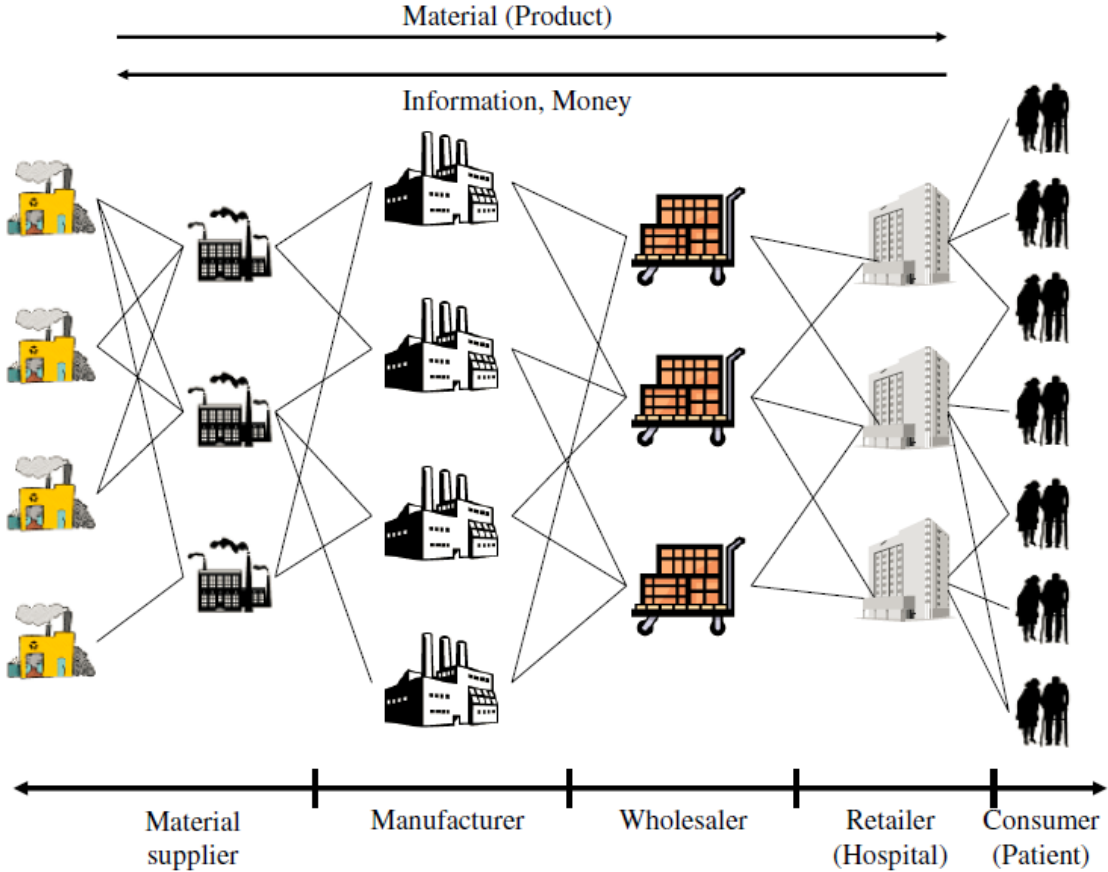 Material (Product)
Information, Money
Material
supplier
Manufacturer
Wholesaler
Retailer
(Hospital)
Consumer
(Patient)